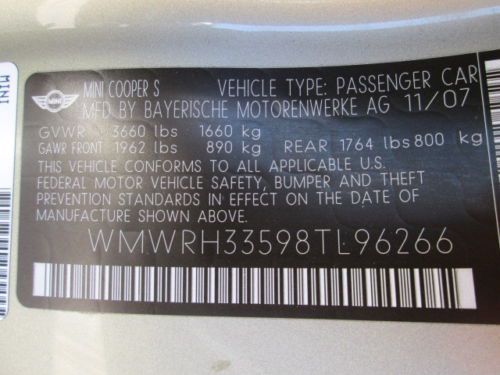 MINI
MINI COOPER S VEHICLE TYPE: PASSENGER CAR
MFD BY BAYERISCHE MOTORENWERKE AG 11/07
GVWR 3660 lbs 1660 kg
GAWR FRONT 1962 lbs 890 kg REAR 1764 lbs 800 kg
THIS VEHICLE CONFORMS TO ALL APPLICABLE U.S.
FEDERAL MOTOR VEHICLE SAFETY, BUMPER AND THEFT
PREVENTION STANDARDS IN EFFECT ON THE DATE OF
MANUFACTURE SHOWN ABOVE.
WMWRH33598TL96266
MINI